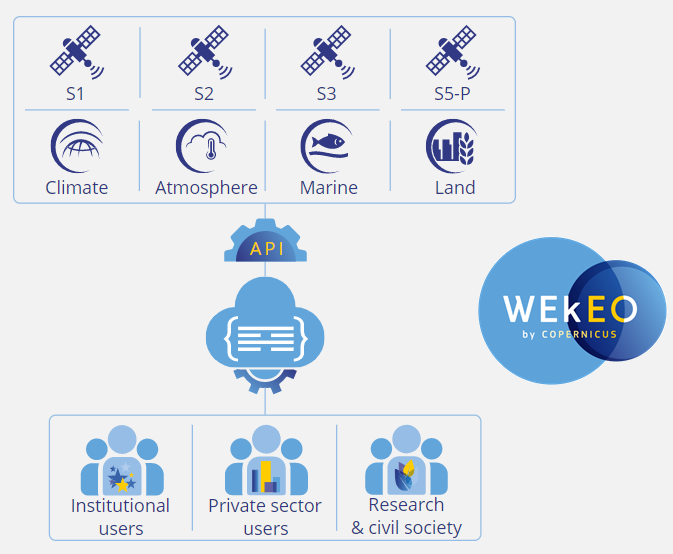 S1
S2
S3
S5-P
Climate
Atmosphere
Marine
Land
API
WEkEO
by COPERNICUS
Institutional
users
Private sector
users
Research
& civil society